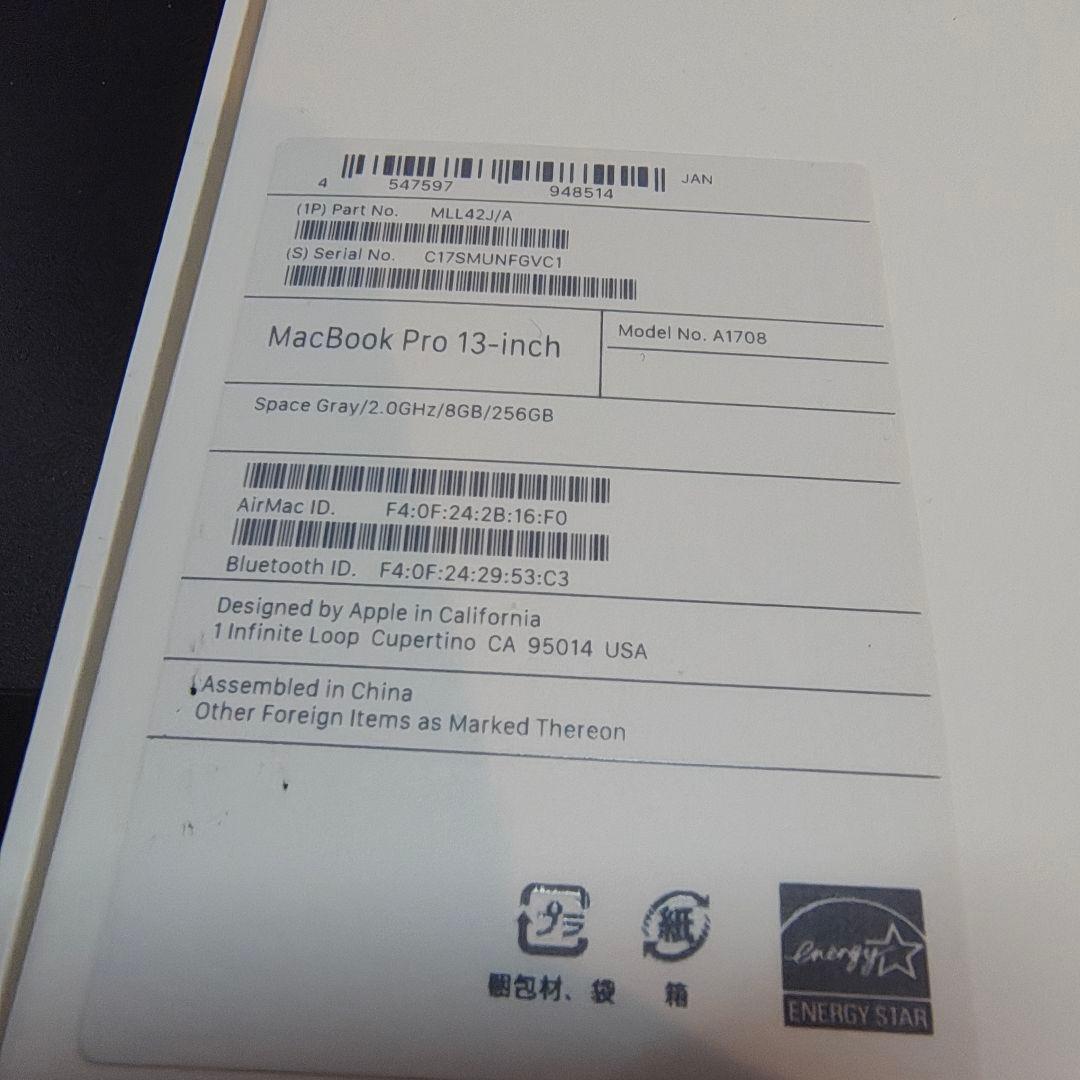 4 547597 948514 JAN
(1P) Part No. MLL42J/A
(S) Serial No. C17SMUNFGVC1
MacBook Pro 13-inch
Model No. A1708
Space Gray/2.0GHz/8GB/256GB
AirMac ID. F4:0F:24:2B:16:F0
Bluetooth ID. F4:0F:24:29:53:C3
Designed by Apple in California
1 Infinite Loop Cupertino CA 95014 USA
Assembled in China
Other Foreign Items as Marked Thereon
プラ
紙
energy
梱包材、袋
箱
ENERGY STAR